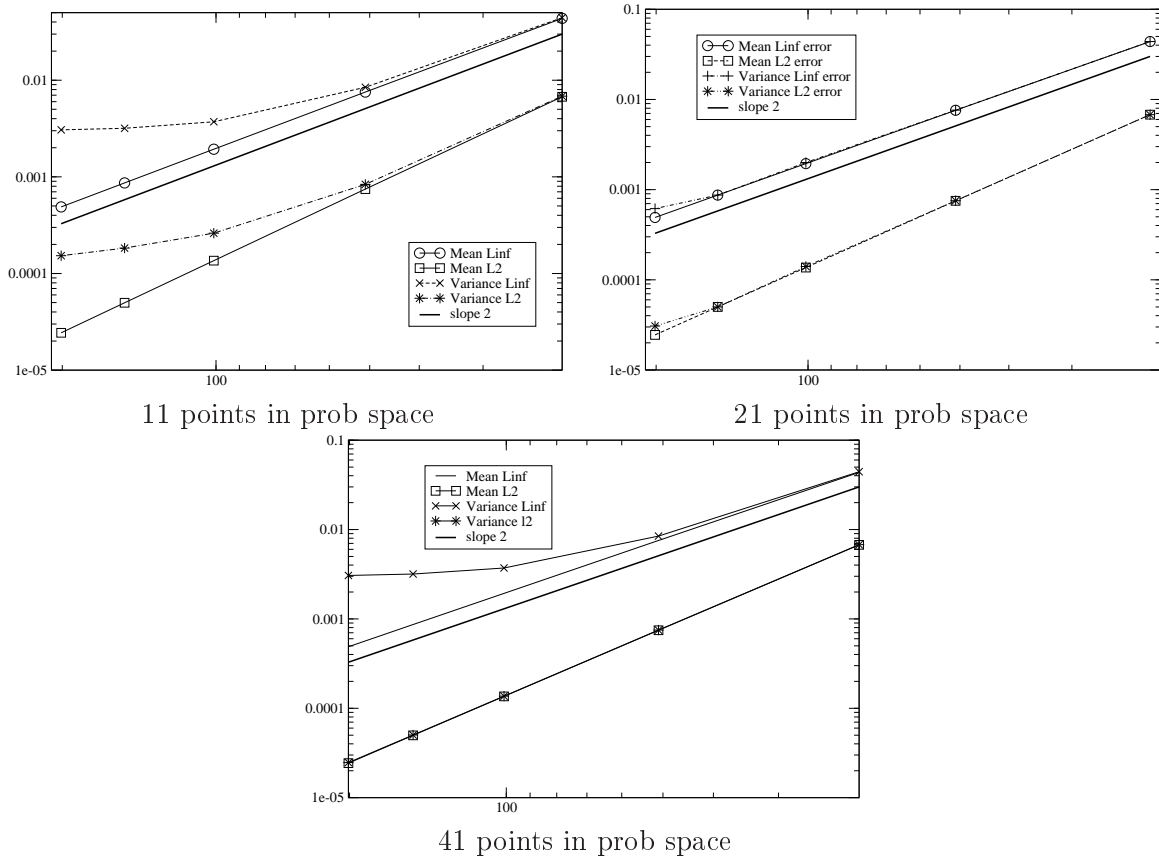 0.01
0.001
0.0001
1e-05
100
Mean Linf
Mean L2
Variance Linf
Variance L2
slope 2
11 points in prob space
0.1
0.01
0.001
0.0001
1e-05
100
Mean Linf error
Mean L2 error
Variance Linf error
Variance L2 error
slope 2
21 points in prob space
0.1
0.01
0.001
0.0001
1e-05
100
Mean Linf
Mean L2
Variance Linf
Variance l2
slope 2
41 points in prob space